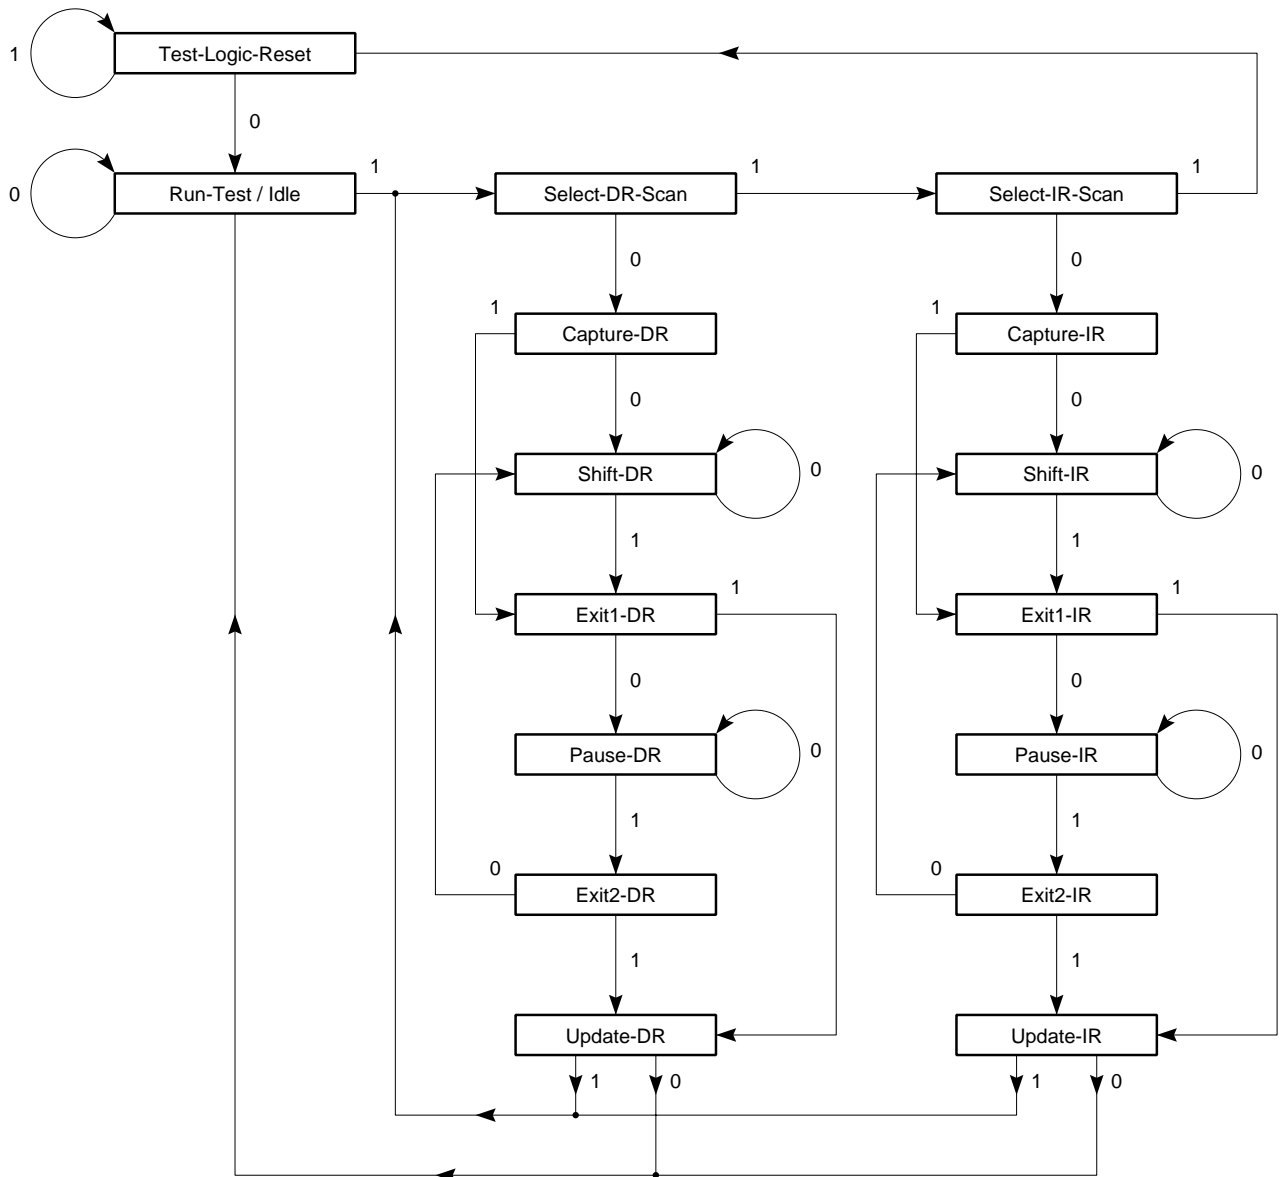 Test-Logic-Reset
1
0
Run-Test / Idle
0
1
Select-DR-Scan
1
Select-IR-Scan
1
0
0
1
Capture-DR
1
Capture-IR
0
0
Shift-DR
0
Shift-IR
0
1
1
Exit1-DR
1
Exit1-IR
1
0
0
Pause-DR
0
Pause-IR
0
1
1
0
Exit2-DR
0
Exit2-IR
1
1
Update-DR
Update-IR
1
0
1
0